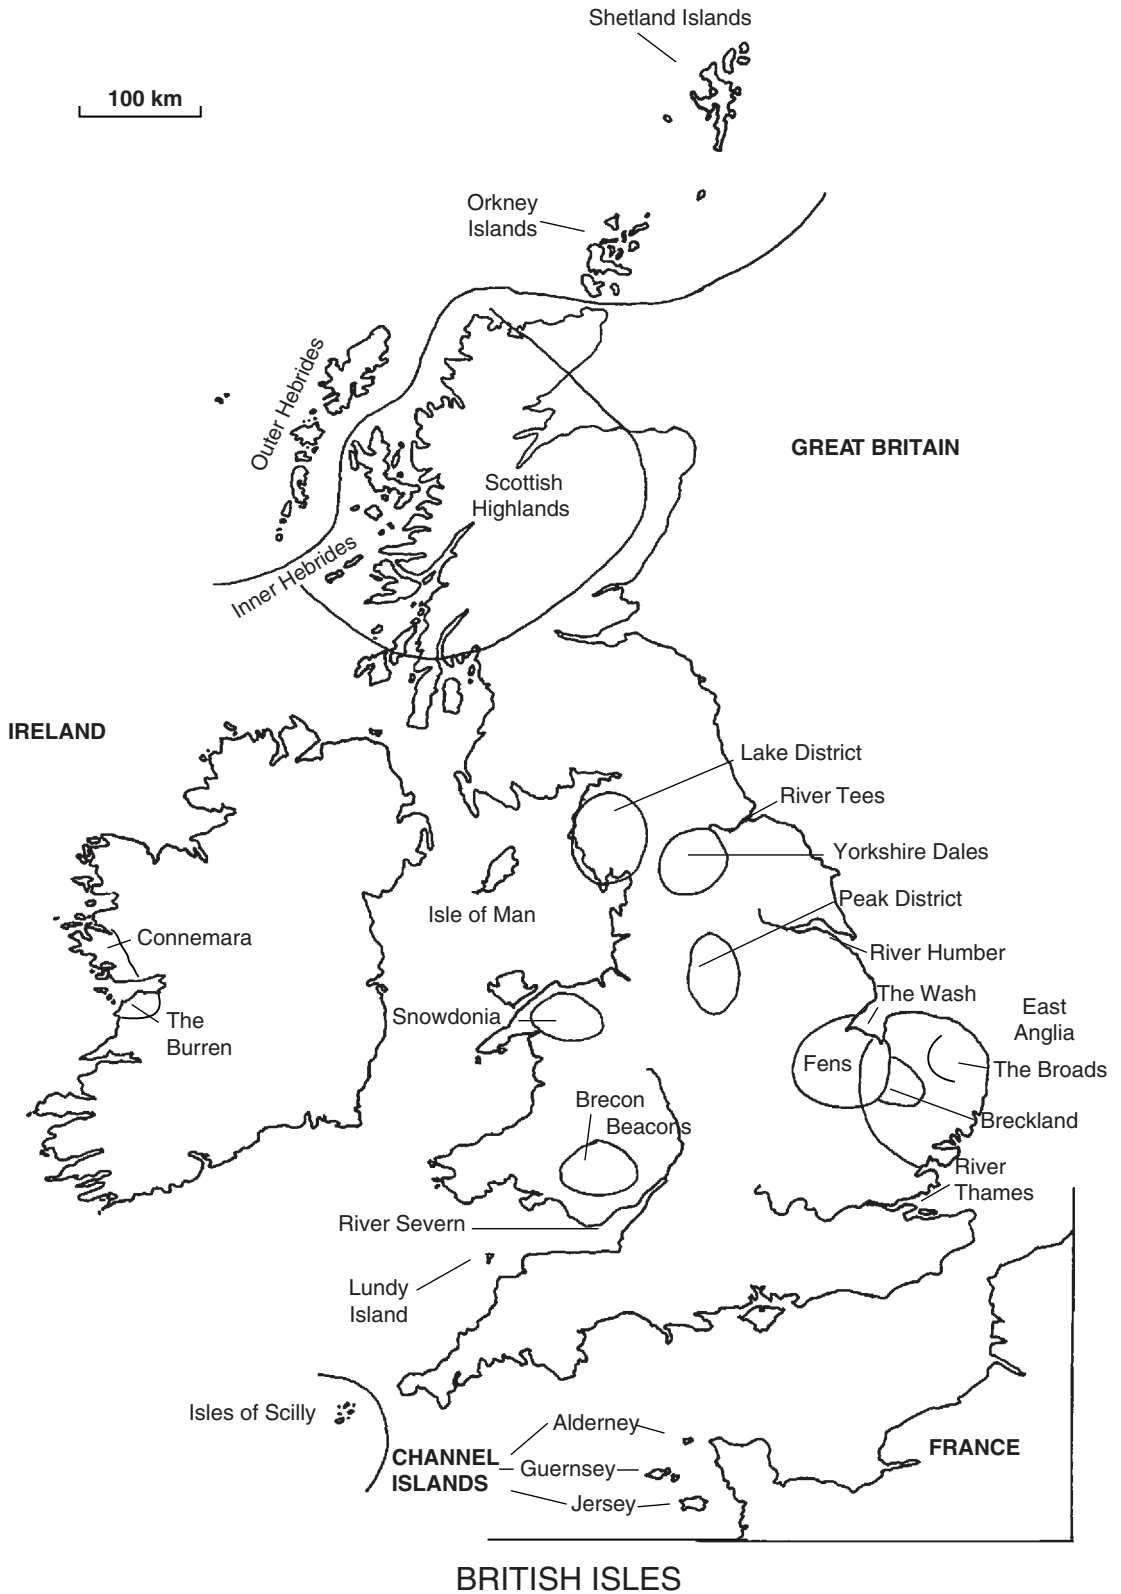 Shetland Islands
100 km
Orkney
Islands
Outer Hebrides
GREAT BRITAIN
Scottish
Highlands
Inner Hebrides
IRELAND
Lake District
River Tees
Yorkshire Dales
Peak District
Isle of Man
Connemara
River Humber
The Wash
East
Anglia
Snowdonia
The
Burren
Fens
The Broads
Brecon
Beacons
Breckland
River
Thames
River Severn
Lundy
Island
Isles of Scilly
Alderney
CHANNEL
ISLANDS
Guernsey
Jersey
FRANCE
BRITISH ISLES